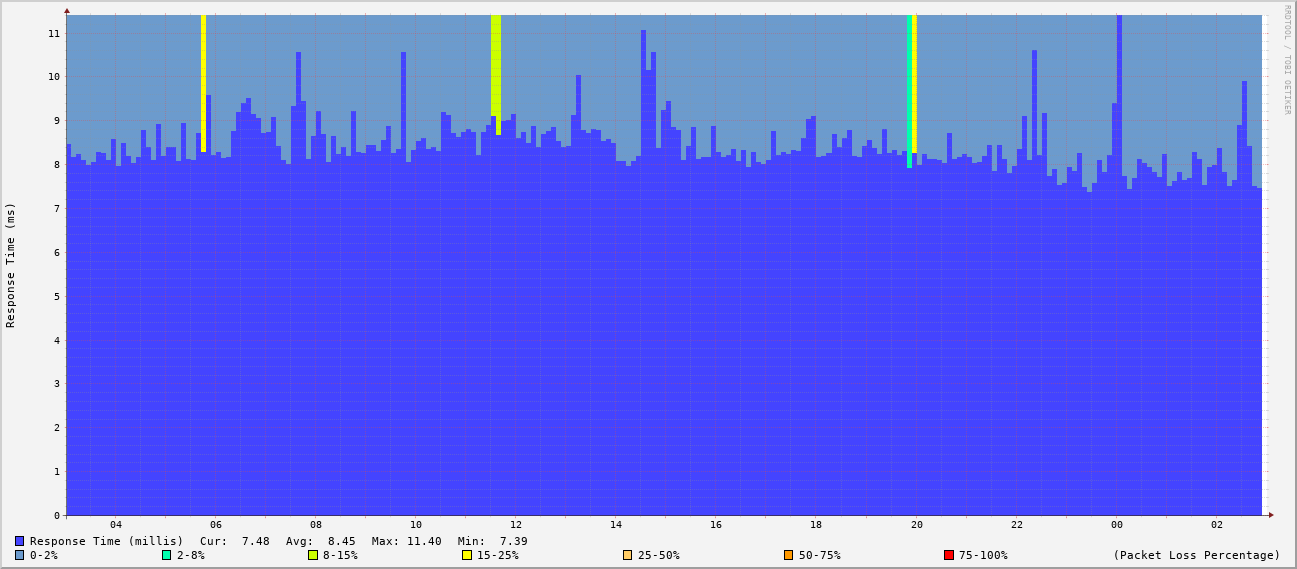 RRDTOOL / TOBI OETIKER
Response Time (ms)
11
10
9
8
7
6
5
4
3
2
1
0
04 06 08 10 12 14 16 18 20 22 00 02
Response Time (millis) Cur: 7.48 Avg: 8.45 Max: 11.40 Min: 7.39
0-2% 2-8% 8-15% 15-25% 25-50% 50-75% 75-100% (Packet Loss Percentage)